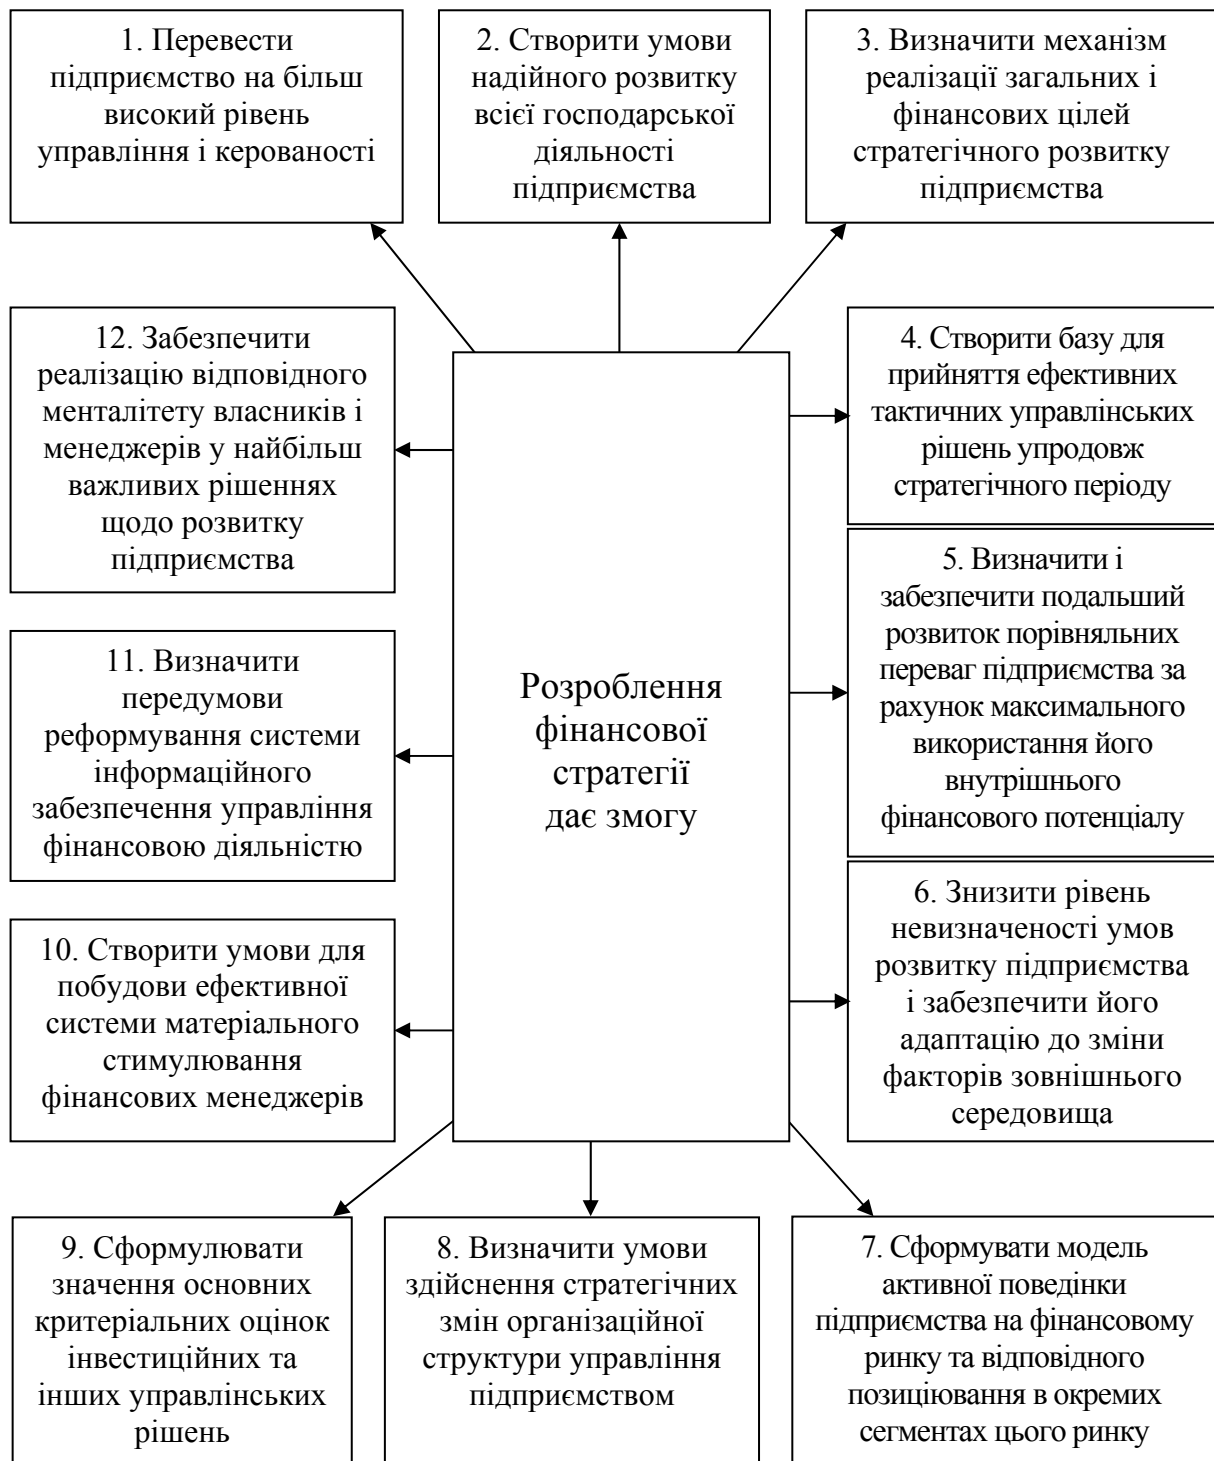 1. Перевести
підприємство на більш
високий рівень
управління і керованості
2. Створити умови
надійного розвитку
всієї господарської
діяльності
підприємства
3. Визначити механізм
реалізації загальних і
фінансових цілей
стратегічного розвитку
підприємства
12. Забезпечити
реалізацію відповідного
менталітету власників і
менеджерів у найбільш
важливих рішеннях
щодо розвитку
підприємства
4. Створити базу для
прийняття ефективних
тактичних управлінських
рішень упродовж
стратегічного періоду
Розроблення
фінансової
стратегії
дає змогу
5. Визначити і
забезпечити подальший
розвиток порівняльних
переваг підприємства за
рахунок максимального
використання його
внутрішнього
фінансового потенціалу
11. Визначити
передумови
реформування системи
інформаційного
забезпечення управління
фінансовою діяльністю
6. Знизити рівень
невизначеності умов
розвитку підприємства
і забезпечити його
адаптацію до зміни
факторів зовнішнього
середовища
10. Створити умови для
побудови ефективної
системи матеріального
стимулювання
фінансових менеджерів
9. Сформулювати
значення основних
критеріальних оцінок
інвестиційних та
інших управлінських
рішень
8. Визначити умови
здійснення стратегічних
змін організаційної
структури управління
підприємством
7. Сформувати модель
активної поведінки
підприємства на фінансовому
ринку та відповідного
позиціювання в окремих
сегментах цього ринку